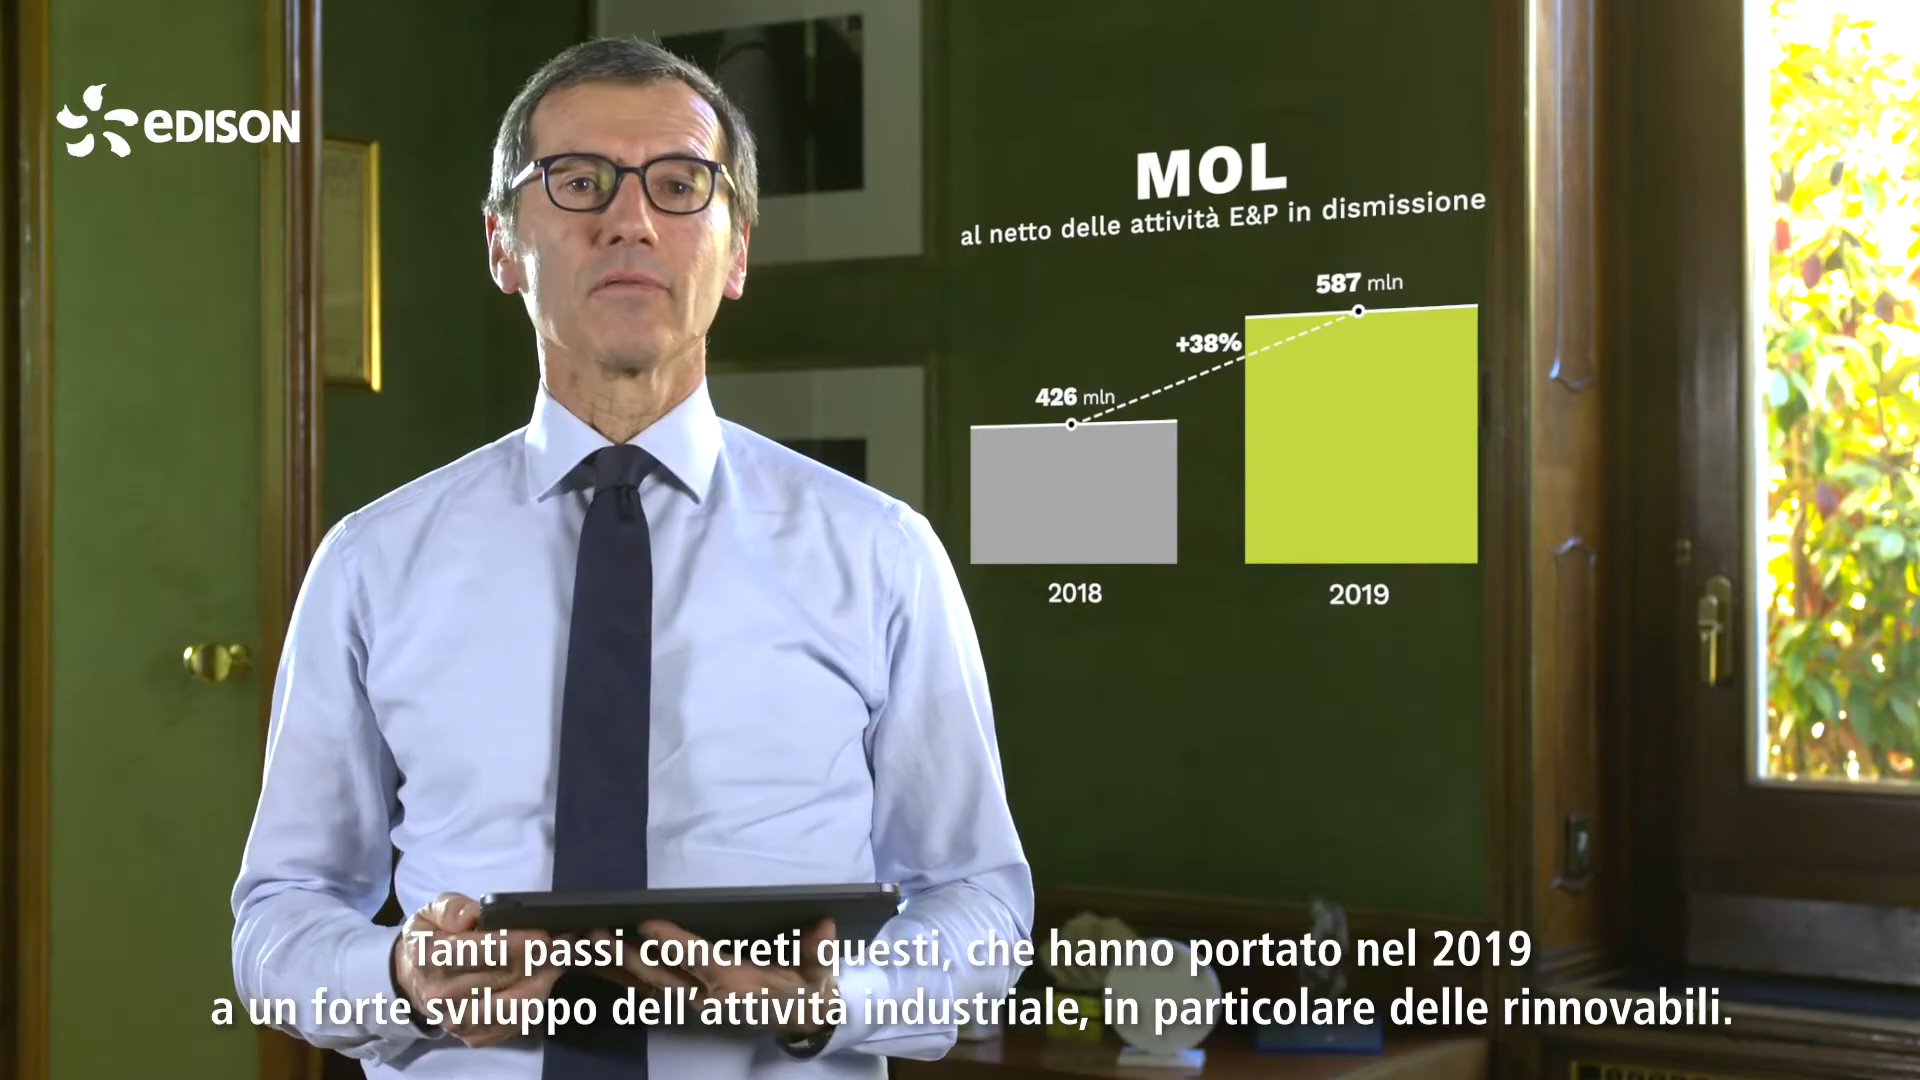 eDISON
MOL
al netto delle attività E&P in dismissione
587 mln
+38%
426 mln
2018
2019
Tanti passi concreti questi, che hanno portato nel 2019
a un forte sviluppo dell'attività industriale, in particolare delle rinnovabili.